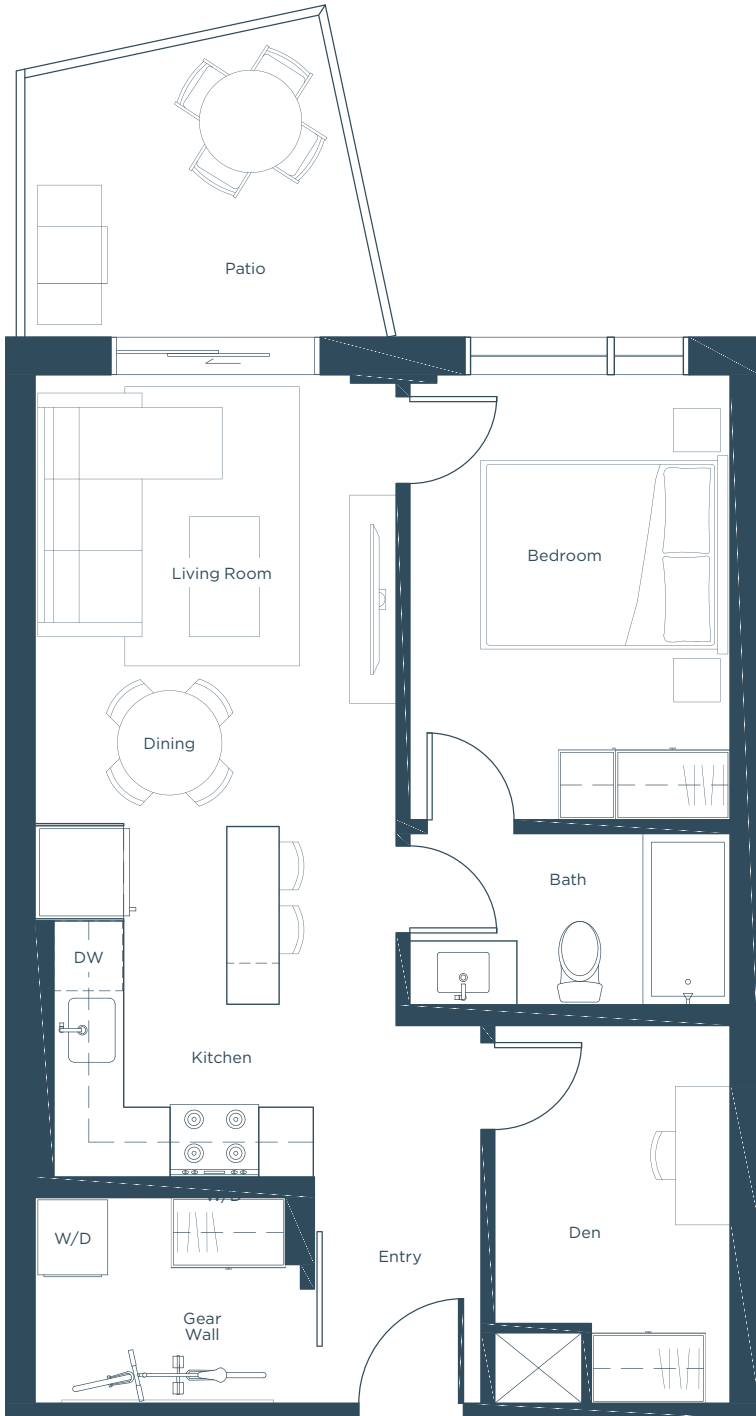 Patio
Living Room
Bedroom
Dining
Bath
DW
Kitchen
W/D
W/D
Den
Entry
Gear
Wall